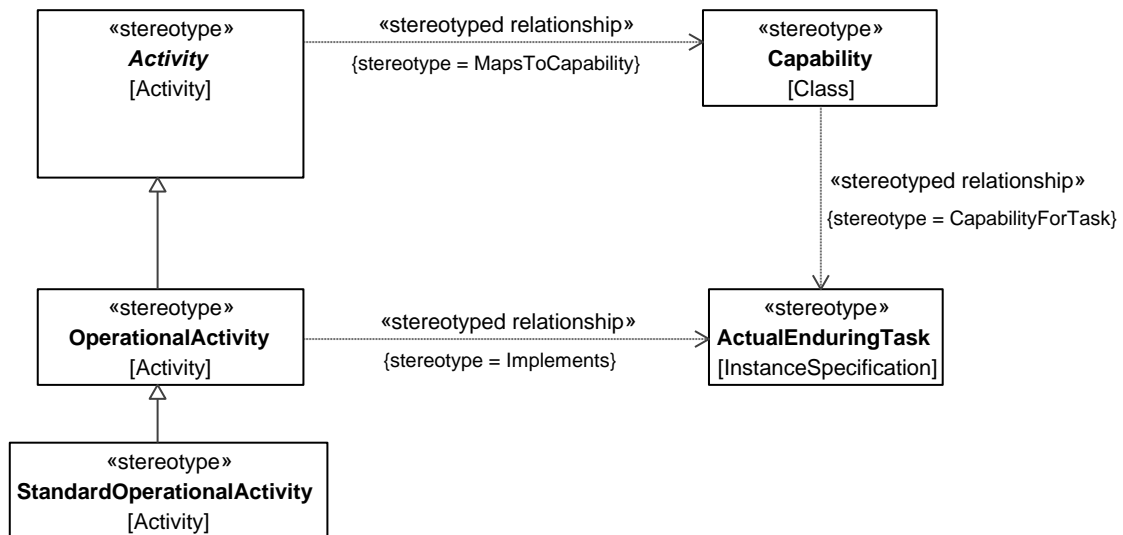 «stereotype»
Activity
[Activity]
«stereotyped relationship»
{stereotype = MapsToCapability}
«stereotype»
Capability
[Class]
«stereotyped relationship»
{stereotype = CapabilityForTask}
«stereotype»
OperationalActivity
[Activity]
«stereotyped relationship»
{stereotype = Implements}
«stereotype»
ActualEnduringTask
[InstanceSpecification]
«stereotype»
StandardOperationalActivity
[Activity]